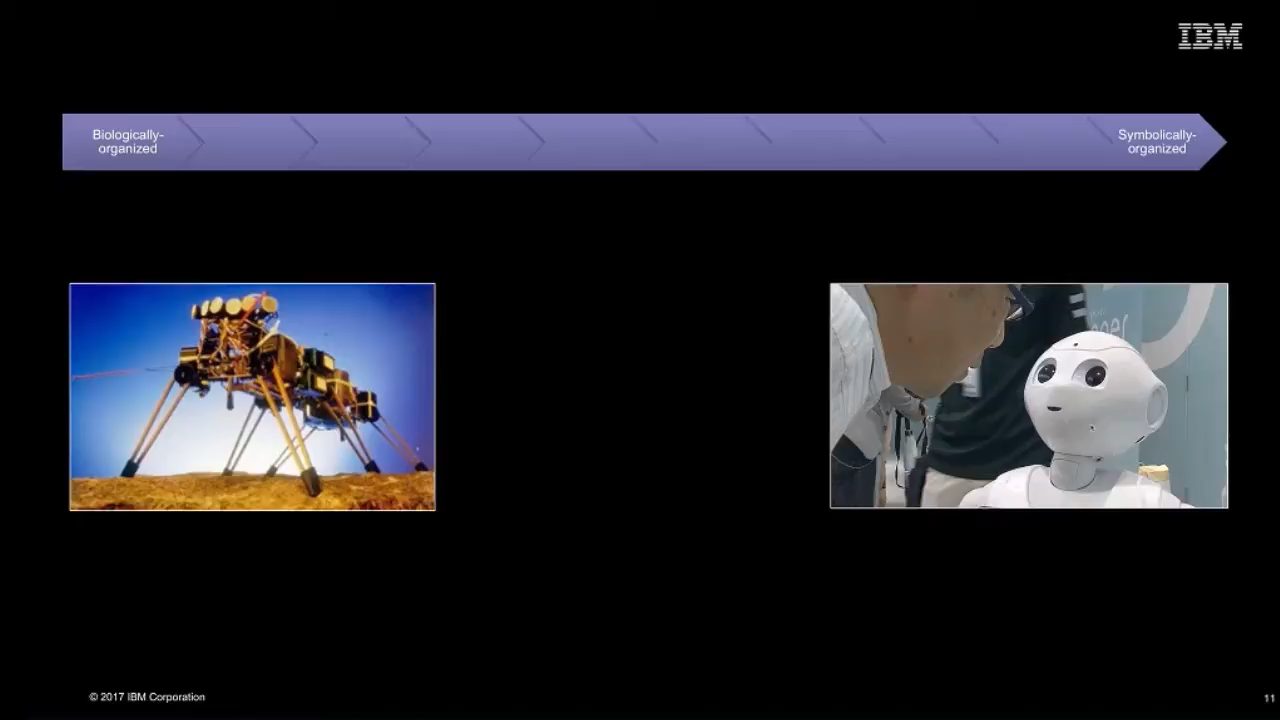 IBM
Biologically-
organized
Symbolically-
organized
© 2017 IBM Corporation
11